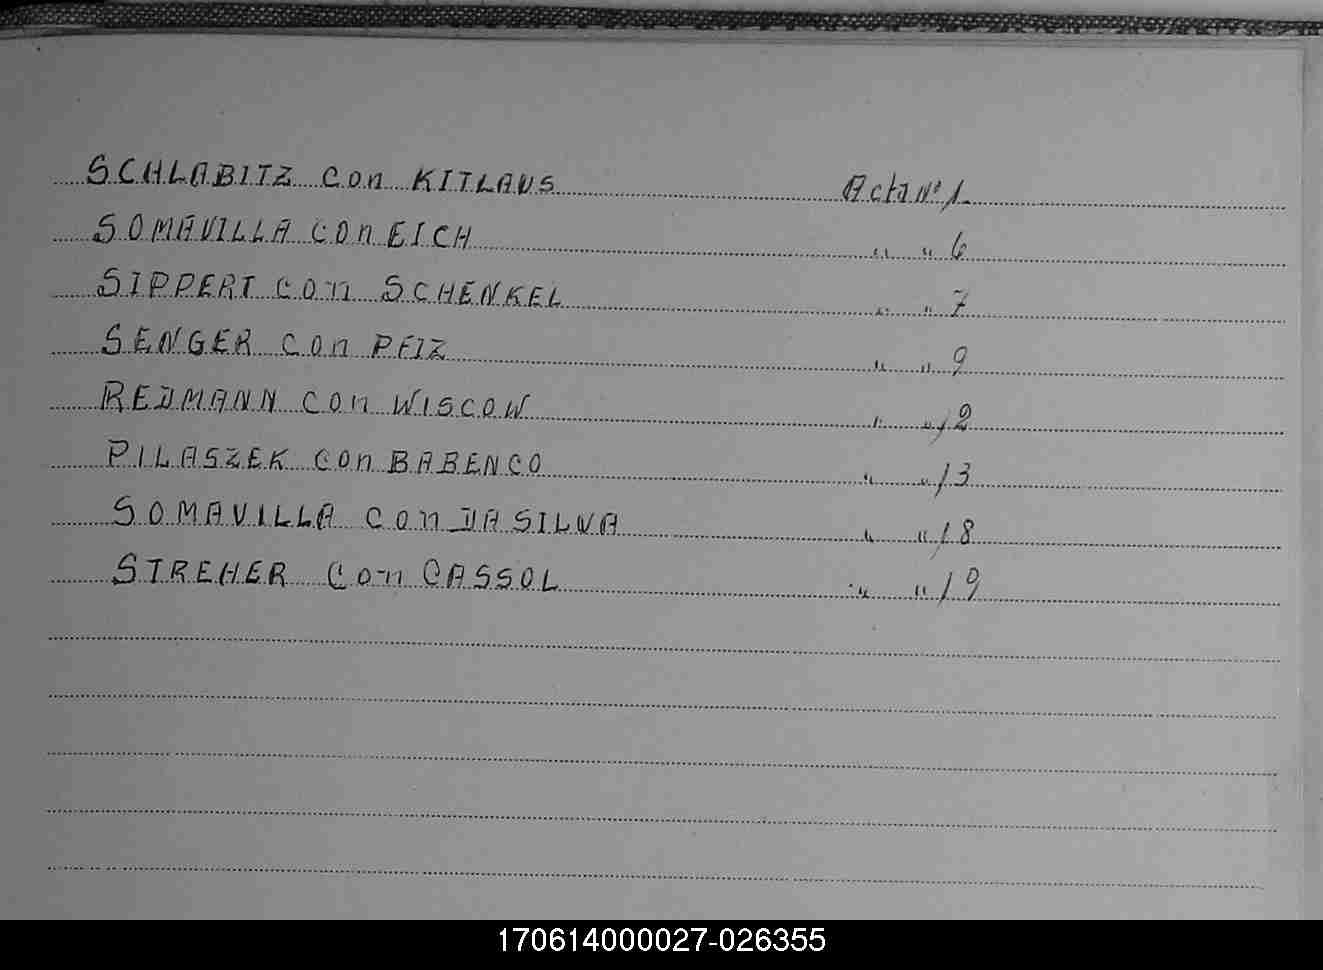 SCHLABITZ con KITLAUS Acta Nº 1.
SOMAVILLA con EICH " " 6
SIPPERT con SCHENKEL " " 7
SENGER con PFIZ " " 9
REDMANN con WISCOW " " 12
PILASZEK con BABENCO " " 13
SOMAVILLA con DA SILVA " " 18
STREHER con CASSOL " " 19
170614000027-026355